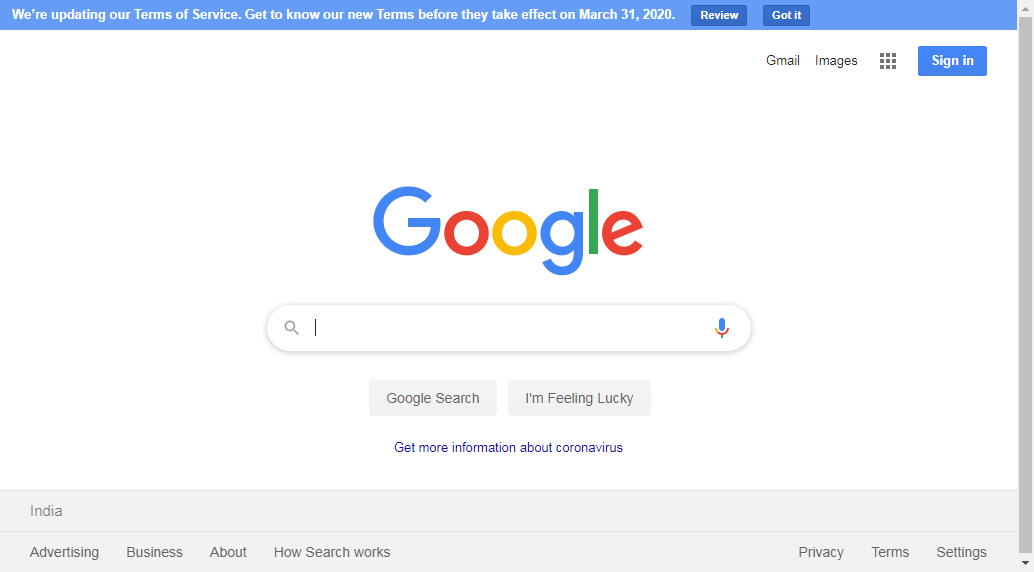 We're updating our Terms of Service. Get to know our new Terms before they take effect on March 31, 2020. Review Got it
Gmail Images Sign in
Google
Google Search I'm Feeling Lucky
Get more information about coronavirus
India
Advertising Business About How Search works Privacy Terms Settings